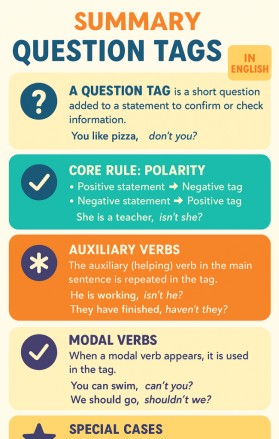 SUMMARY
QUESTION TAGS
IN
ENGLISH
?
A QUESTION TAG is a short question
added to a statement to confirm or check
information.
You like pizza, don't you?
CORE RULE: POLARITY
• Positive statement ➜ Negative tag
• Negative statement ➜ Positive tag
She is a teacher, isn't she?
AUXILIARY VERBS
The auxiliary (helping) verb in the main
sentence is repeated in the tag.
He is working, isn't he?
They have finished, haven't they?
MODAL VERBS
When a modal verb appears, it is used
in the tag.
You can swim, can't you?
We should go, shouldn't we?
SPECIAL CASES